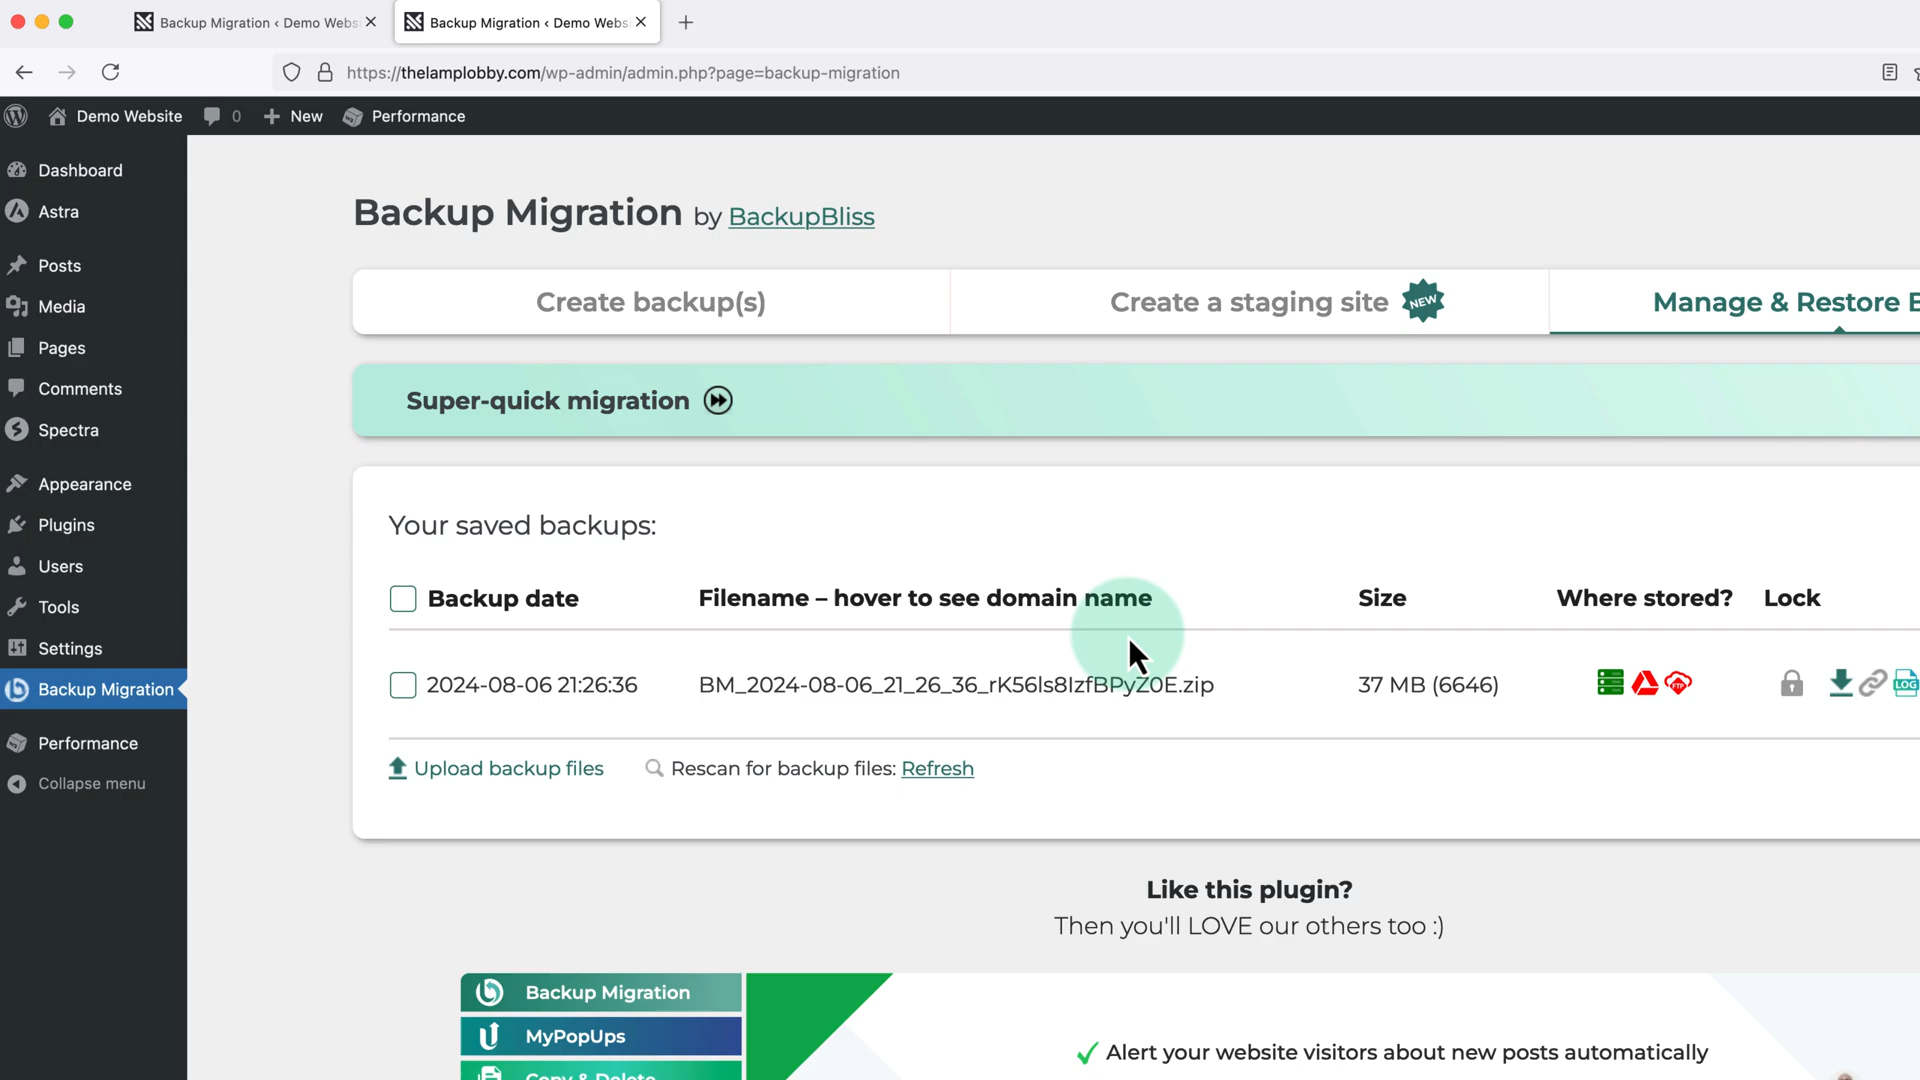 Backup Migration ‹ Demo Webs
Backup Migration ‹ Demo Webs
https://thelamplobby.com/wp-admin/admin.php?page=backup-migration
Demo Website
0
New
Performance
Dashboard
Astra
Posts
Media
Pages
Comments
Spectra
Appearance
Plugins
Users
Tools
Settings
Backup Migration
Performance
Collapse menu
Backup Migration by BackupBliss
Create backup(s)
Create a staging site NEW
Manage & Restore B
Super-quick migration
Your saved backups:
Backup date Filename – hover to see domain name Size Where stored? Lock
2024-08-06 21:26:36 BM_2024-08-06_21_26_36_rK56ls8IzfBPyZ0E.zip 37 MB (6646) FTP LOG
Upload backup files Rescan for backup files: Refresh
Like this plugin?
Then you'll LOVE our others too :)
Backup Migration
MyPopUps
Copy & Delete
Alert your website visitors about new posts automatically